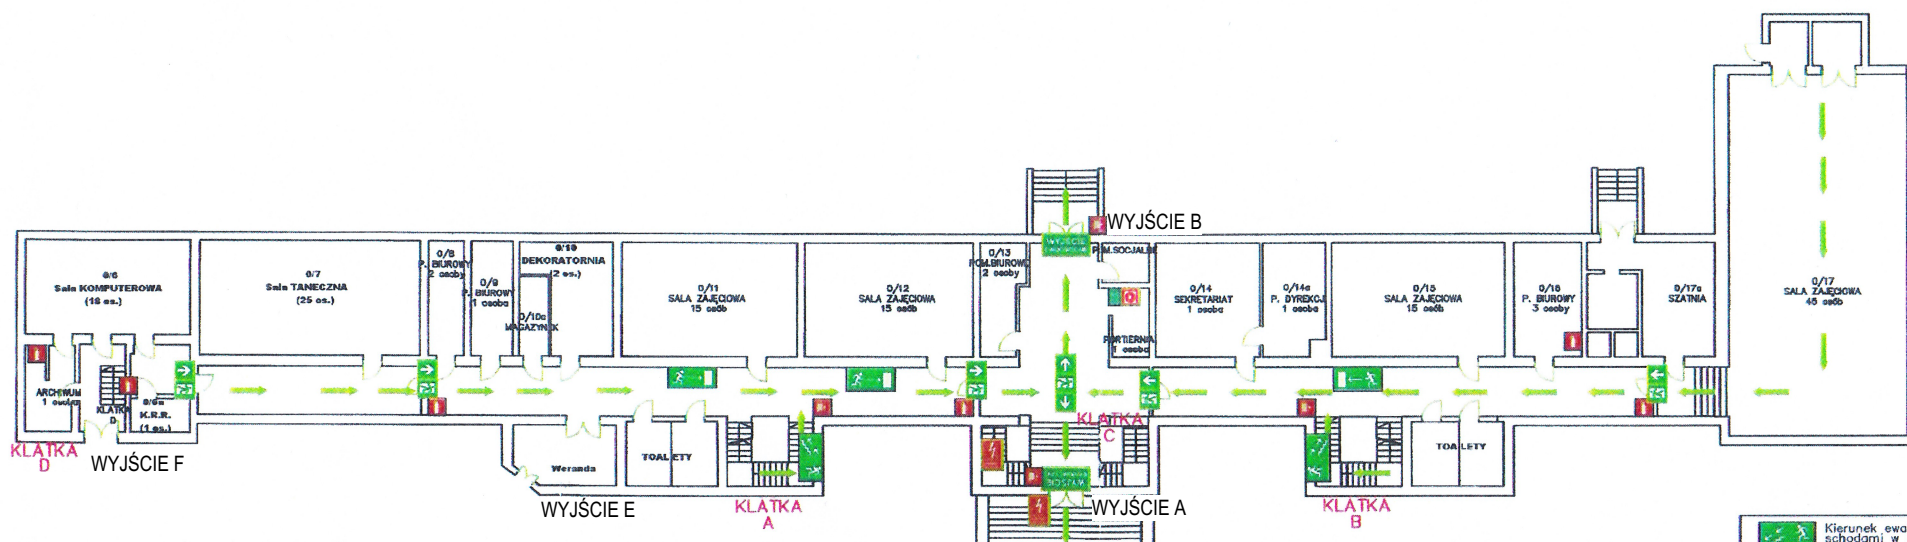 WYJŚCIE B
0/6
Sala KOMPUTEROWA
(18 os.)
0/7
Sala TANECZNA
(25 os.)
0/8
P. BIUROWY
2 osoby
0/9
P. BIUROWY
1 osoba
0/10
DEKORATORNIA
(2 os.)
0/10a
MAGAZYNEK
0/11
SALA ZAJĘCIOWA
15 osób
0/12
SALA ZAJĘCIOWA
15 osób
0/13
POM.BIUROWE
2 osoby
WYJŚCIE
POM.SOCJALNE
PORTIERNIA
1 osoba
0/14
SEKRETARIAT
1 osoba
0/14a
P. DYREKCJI
1 osoba
0/15
SALA ZAJĘCIOWA
15 osób
0/16
P. BIUROWY
3 osoby
0/17a
SZATNIA
0/17
SALA ZAJĘCIOWA
45 osób
ARCHIWUM
1 osoba
KLATKA
D
0/6a
K.R.R.
(1 os.)
KLATKA
D
WYJŚCIE F
Weranda
WYJŚCIE E
TOALETY
KLATKA
A
KLATKA
C
WYJŚCIE
WYJŚCIE A
KLATKA
B
TOALETY
Kierunek ewa
schodami w